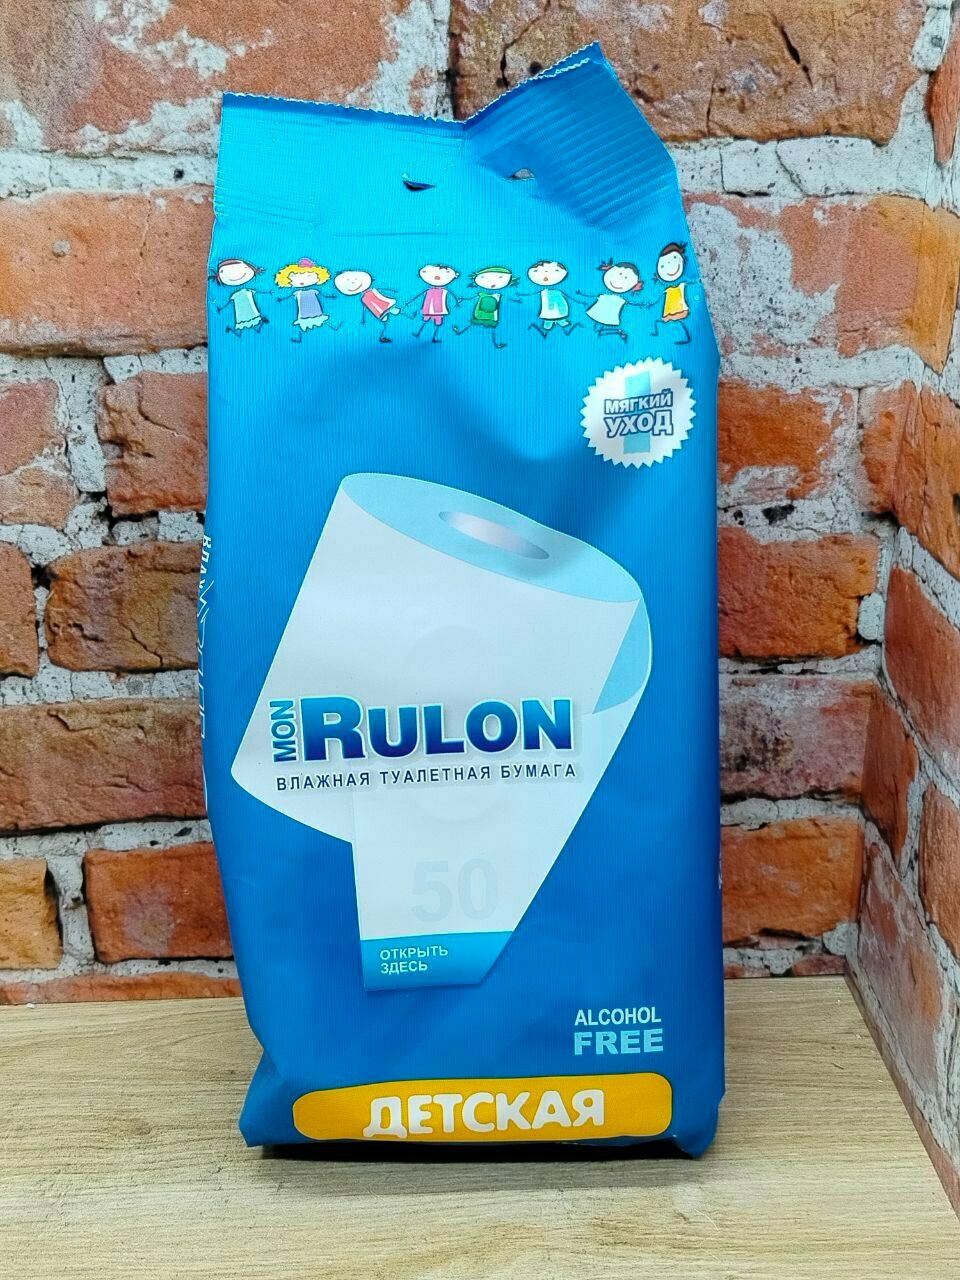 МЯГКИЙ
УХОД
MON
RULON
ВЛАЖНАЯ ТУАЛЕТНАЯ БУМАГА
50
ОТКРЫТЬ
ЗДЕСЬ
ALCOHOL
FREE
ДЕТСКАЯ